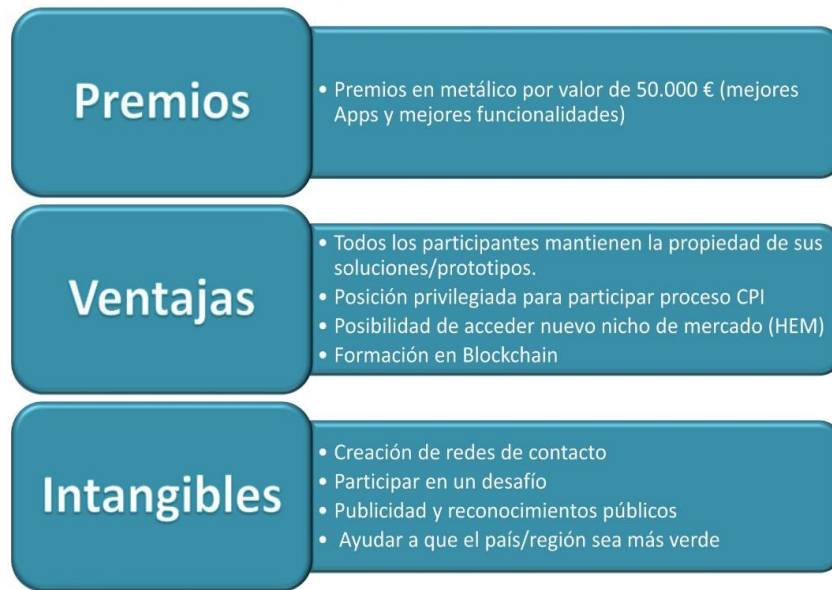 Premios
• Premios en metálico por valor de 50.000 € (mejores
Apps y mejores funcionalidades)
Ventajas
• Todos los participantes mantienen la propiedad de sus
soluciones/prototipos.
• Posición privilegiada para participar proceso CPI
• Posibilidad de acceder nuevo nicho de mercado (HEM)
• Formación en Blockchain
Intangibles
• Creación de redes de contacto
• Participar en un desafío
• Publicidad y reconocimientos públicos
• Ayudar a que el país/región sea más verde